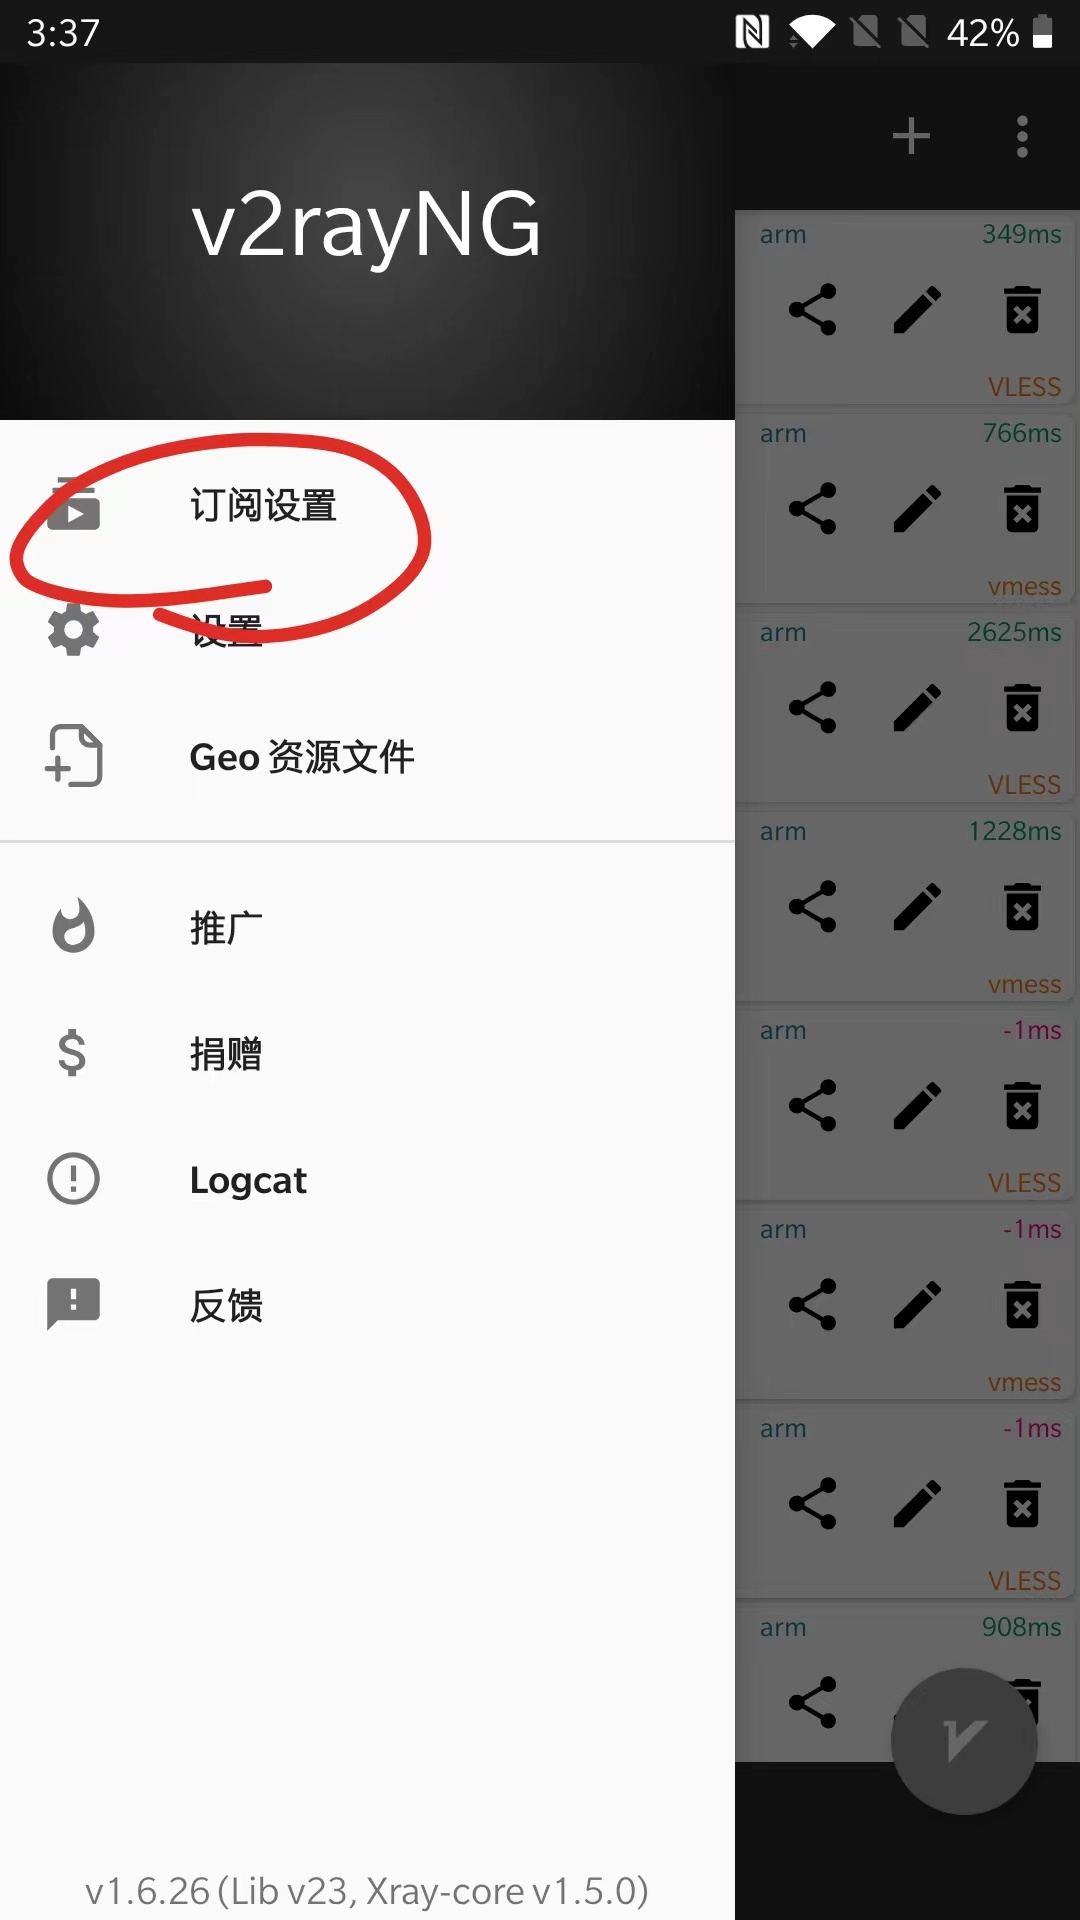 3:37
42%
v2rayNG
订阅设置
设置
Geo 资源文件
推广
捐赠
Logcat
反馈
v1.6.26 (Lib v23, Xray-core v1.5.0)
arm 349ms
VLESS
arm 766ms
vmess
arm 2625ms
VLESS
arm 1228ms
vmess
arm -1ms
VLESS
arm -1ms
vmess
arm -1ms
VLESS
arm 908ms